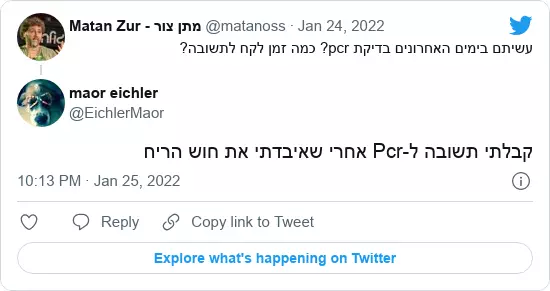 Matan Zur - מתן צור @matanoss · Jan 24, 2022
עשיתם בימים האחרונים בדיקת pcr? כמה זמן לקח לתשובה?
maor eichler
@EichlerMaor
קבלתי תשובה ל-Pcr אחרי שאיבדתי את חוש הריח
10:13 PM · Jan 25, 2022
Reply Copy link to Tweet
Explore what's happening on Twitter